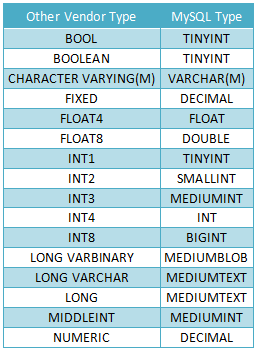 Other Vendor Type MySQL Type
BOOL TINYINT
BOOLEAN TINYINT
CHARACTER VARYING(M) VARCHAR(M)
FIXED DECIMAL
FLOAT4 FLOAT
FLOAT8 DOUBLE
INT1 TINYINT
INT2 SMALLINT
INT3 MEDIUMINT
INT4 INT
INT8 BIGINT
LONG VARBINARY MEDIUMBLOB
LONG VARCHAR MEDIUMTEXT
LONG MEDIUMTEXT
MIDDLEINT MEDIUMINT
NUMERIC DECIMAL